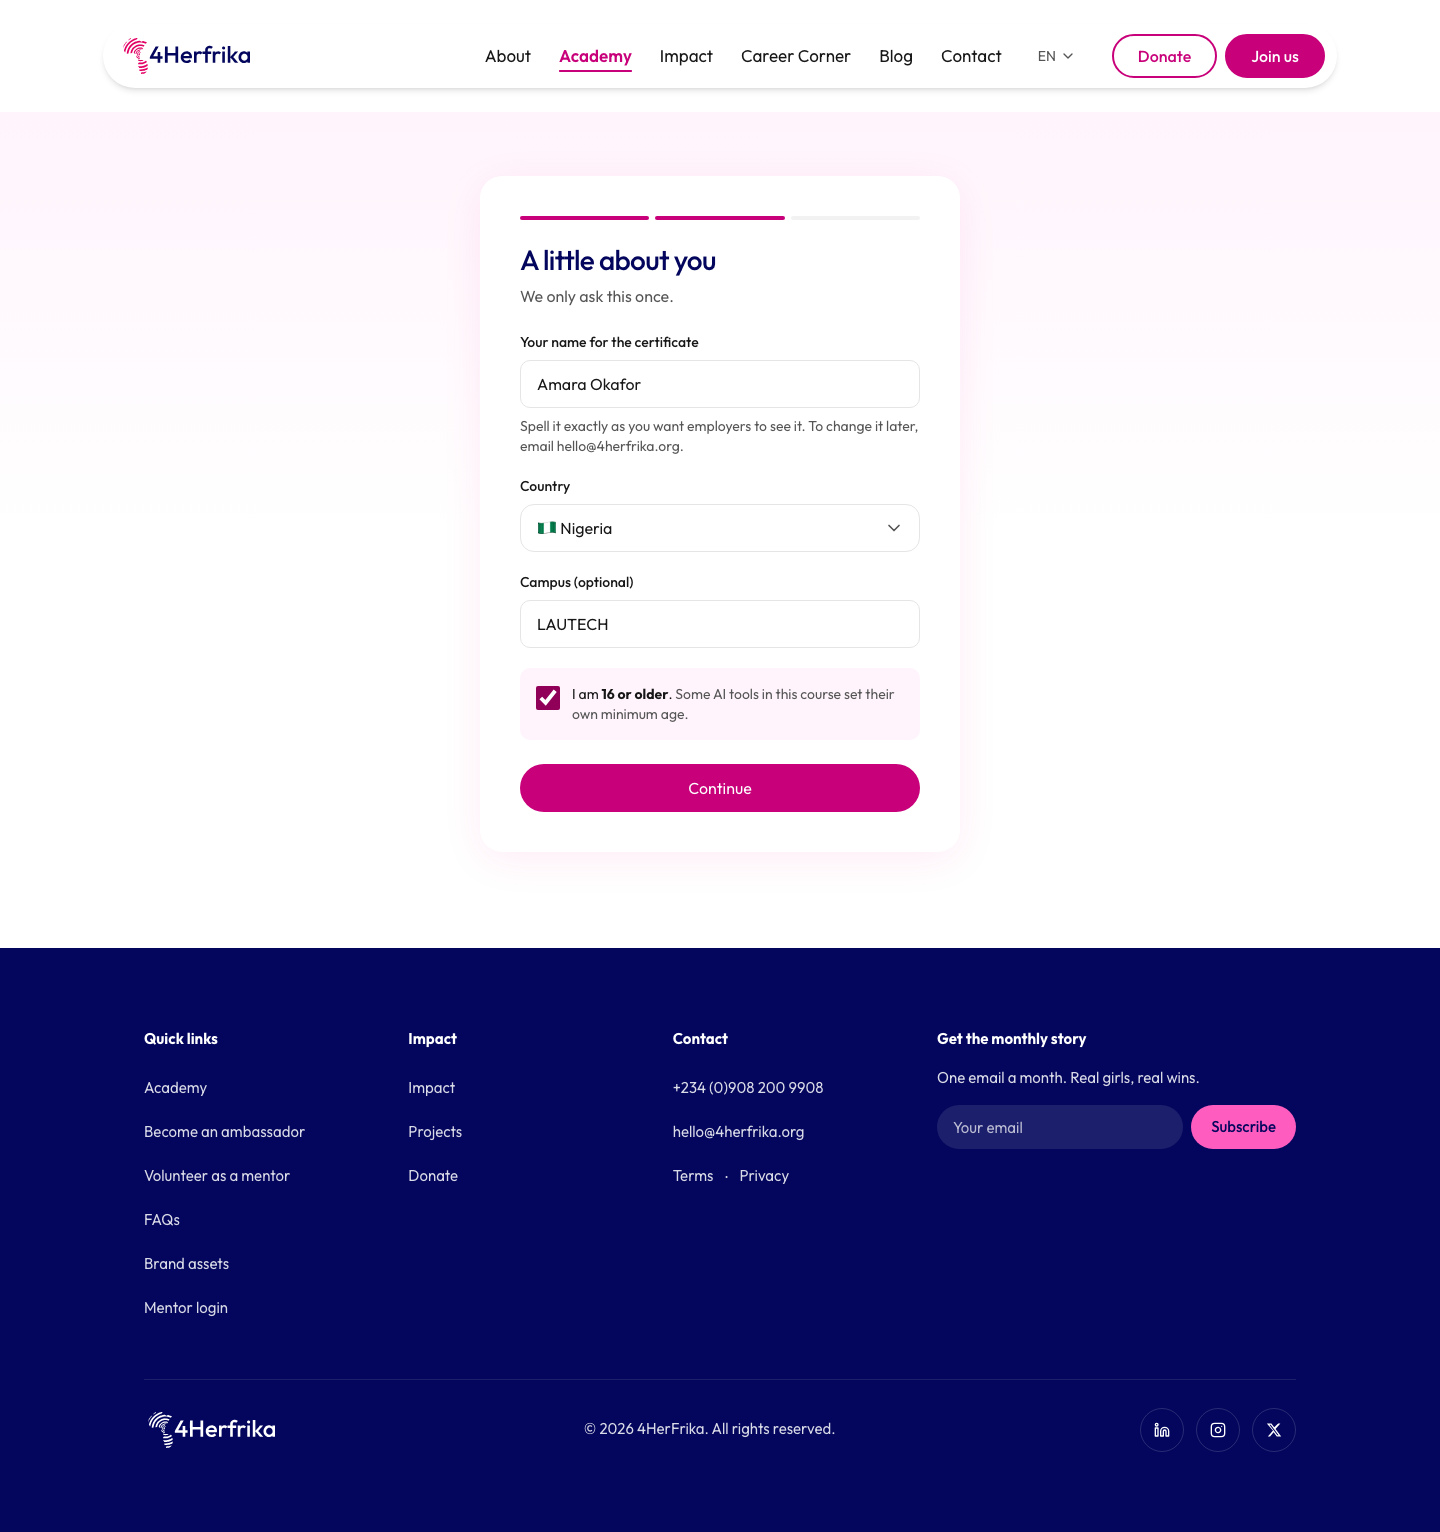 4Herfrika
About Academy Impact Career Corner Blog Contact EN Donate Join us
A little about you
We only ask this once.
Your name for the certificate
Amara Okafor
Spell it exactly as you want employers to see it. To change it later,
email hello@4herfrika.org.
Country
🇳🇬 Nigeria
Campus (optional)
LAUTECH
I am 16 or older. Some AI tools in this course set their
own minimum age.
Continue
Quick links
Academy
Become an ambassador
Volunteer as a mentor
FAQs
Brand assets
Mentor login
Impact
Impact
Projects
Donate
Contact
+234 (0)908 200 9908
hello@4herfrika.org
Terms · Privacy
Get the monthly story
One email a month. Real girls, real wins.
Your email Subscribe
4Herfrika
© 2026 4HerFrika. All rights reserved.